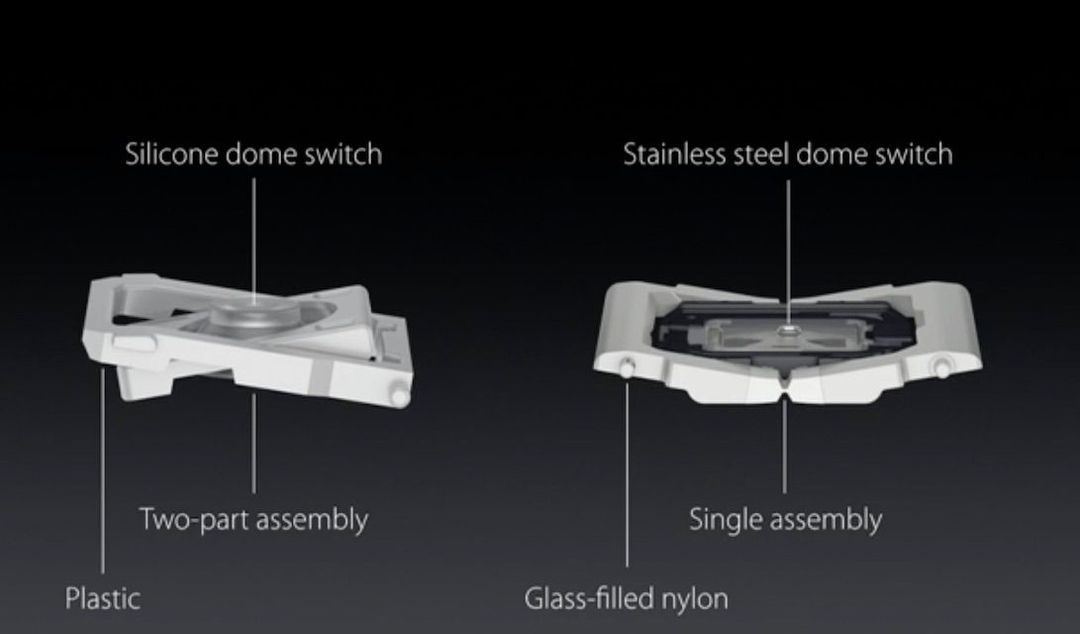 Silicone dome switch
Stainless steel dome switch
Two-part assembly
Single assembly
Plastic
Glass-filled nylon